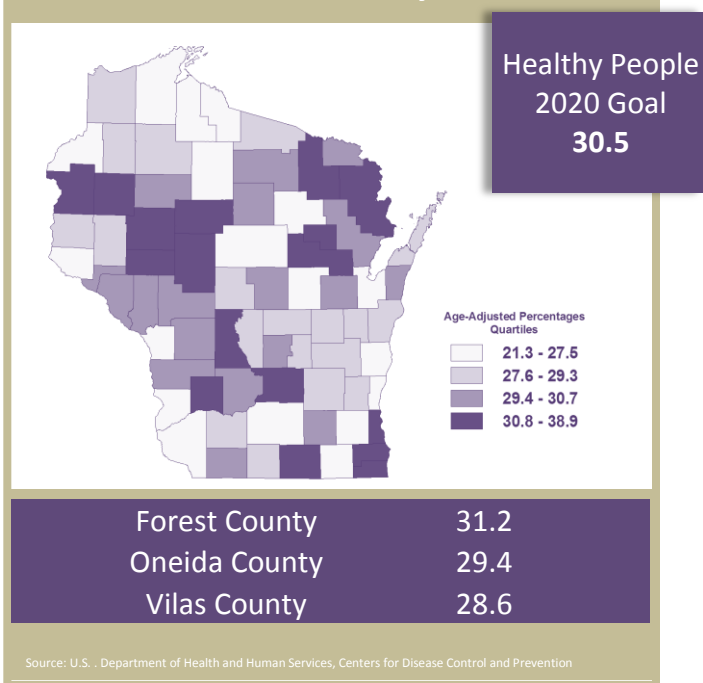 Healthy People
2020 Goal
30.5
Age-Adjusted Percentages
Quartiles
21.3 - 27.5
27.6 - 29.3
29.4 - 30.7
30.8 - 38.9
Forest County 31.2
Oneida County 29.4
Vilas County 28.6
Source: U.S. . Department of Health and Human Services, Centers for Disease Control and Prevention